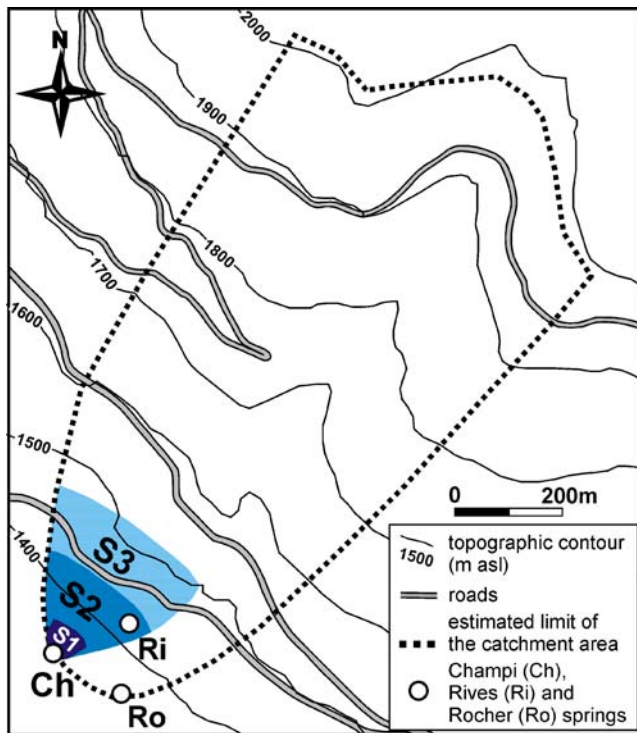 N
2000
1900
1800
1700
1600
1500
1400
S3
S2
S1
Ri
Ch
Ro
0 200m
1500 topographic contour
(m asl)
roads
estimated limit of
the catchment area
Champi (Ch),
Rives (Ri) and
Rocher (Ro) springs